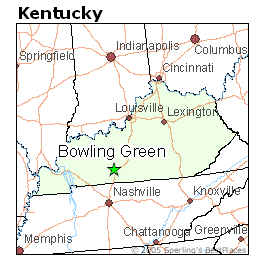 Kentucky
Indianapolis
Columbus
Springfield
Cincinnati
Louisville
Lexington
Bowling Green
Nashville
Knoxville
Memphis
Chattanooga
Greenville
© 2005 Sperling's BestPlaces